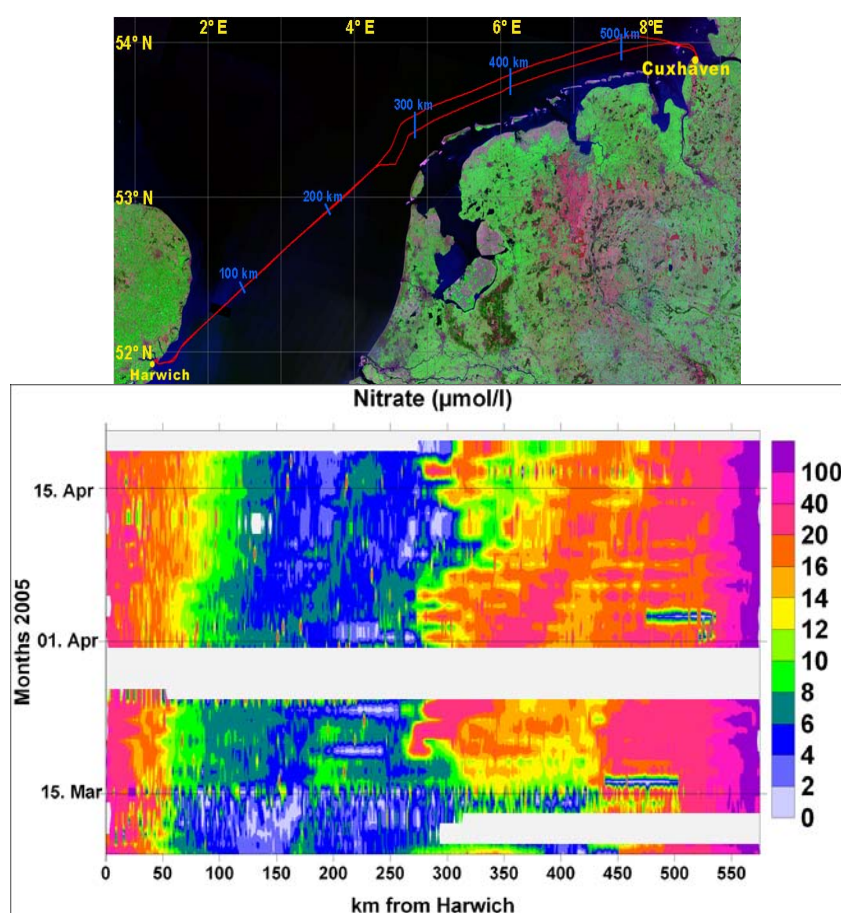 2° E 4° E 6° E 8° E
54° N
500 km
400 km
Cuxhaven
300 km
53° N
200 km
100 km
52° N
Harwich
Nitrate (µmol/l)
100
15. Apr
40
20
16
14
Months 2005
12
01. Apr
10
8
6
4
15. Mar
2
0
0 50 100 150 200 250 300 350 400 450 500 550
km from Harwich